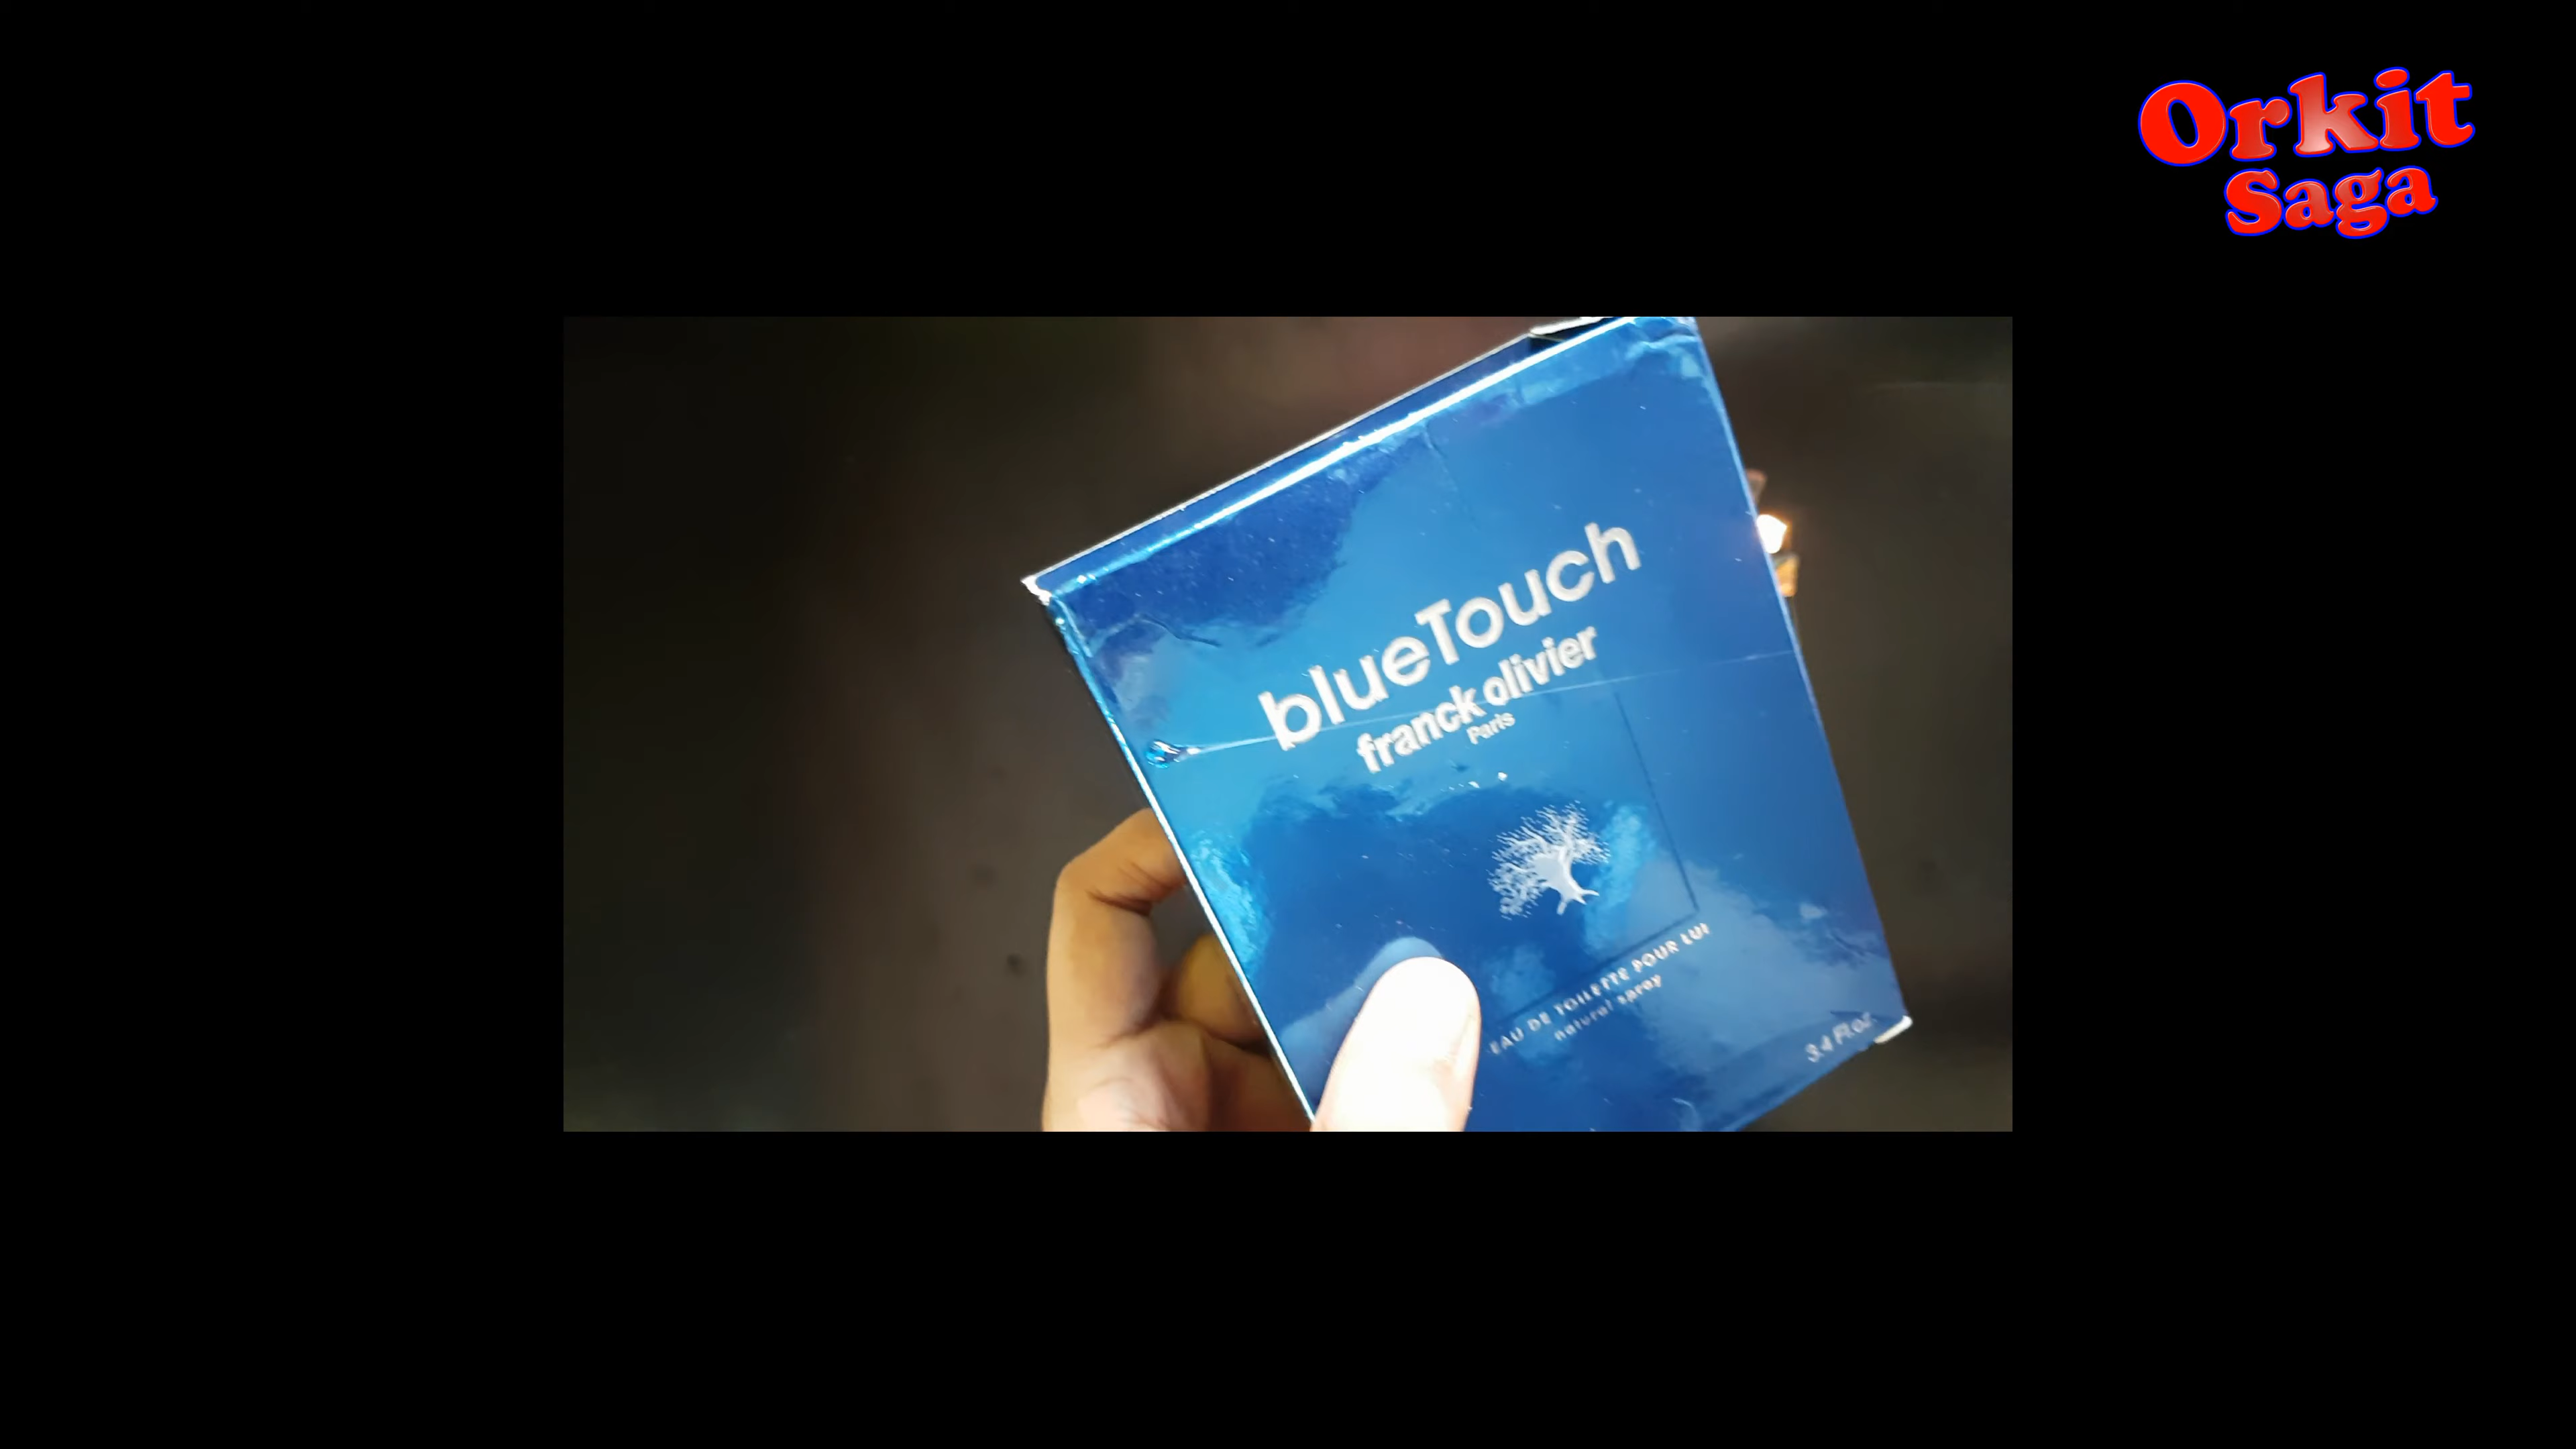 Orkit
Saga
blueTouch
franck olivier
Paris
EAU DE TOILETTE POUR LUI
natural spray
3.4 Fl.oz